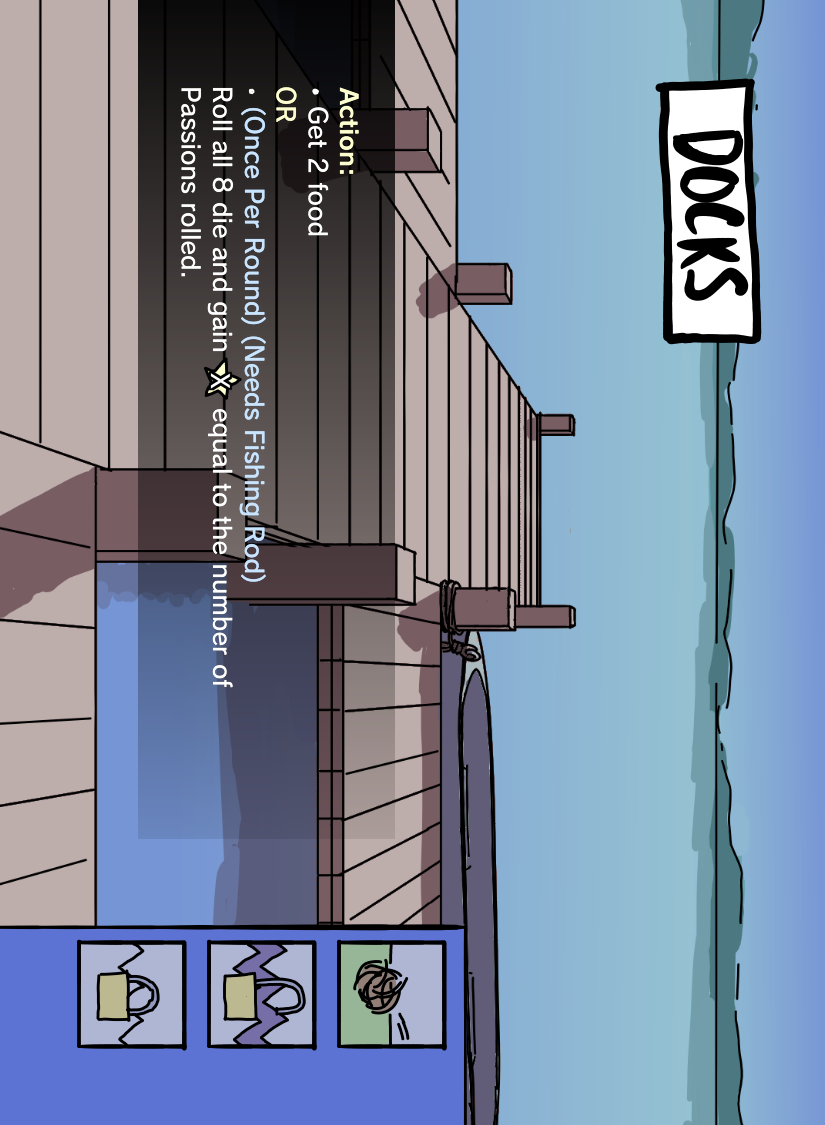 DOCKS
Action:
• Get 2 food
OR
• (Once Per Round) (Needs Fishing Rod)
Roll all 8 die and gain X equal to the number of
Passions rolled.